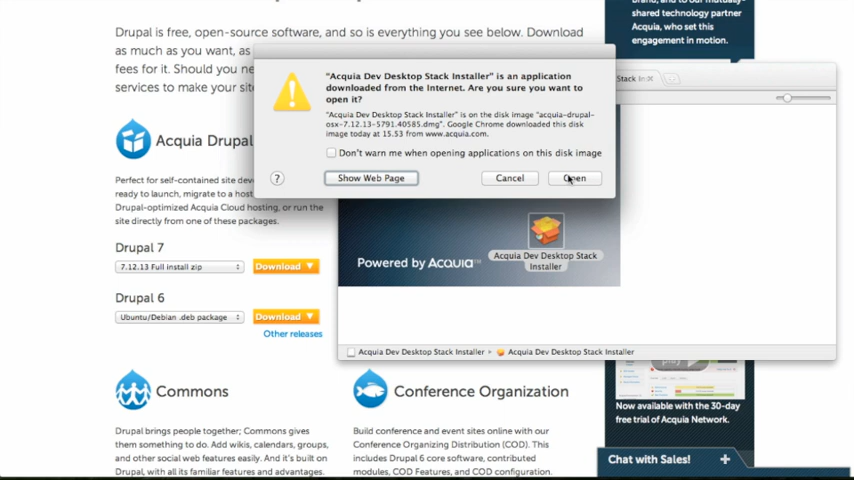 Drupal is free, open-source software, and so is everything you see below. Download
as much as you want, as
fees for it. Should you ne
services to make your site
brand, and to our mutually-
shared technology partner
Acquia, who set this
engagement in motion.
"Acquia Dev Desktop Stack Installer" is an application
downloaded from the Internet. Are you sure you want to
open it?
"Acquia Dev Desktop Stack Installer" is on the disk image "acquia-drupal-
osx-7.12.13-5791.40585.dmg". Google Chrome downloaded this disk
image today at 15.53 from www.acquia.com.
Don't warn me when opening applications on this disk image
?
Show Web Page
Cancel
Open
Stack In
Acquia Drupal
Perfect for self-contained site deve
ready to launch, migrate to a host
Drupal-optimized Acquia Cloud hosting, or run the
site directly from one of these packages.
Drupal 7
7.12.13 Full install zip
Download
Drupal 6
Ubuntu/Debian .deb package
Download
Other releases
Powered by Acquia
Acquia Dev Desktop Stack
Installer
Acquia Dev Desktop Stack Installer
Acquia Dev Desktop Stack Installer
play
Now available with the 30-day
free trial of Acquia Network.
Commons
Drupal brings people together; Commons gives
them something to do. Add wikis, calendars, groups,
and other social web features easily. And it's built on
Drupal, with all its familiar features and advantages.
Conference Organization
Build conference and event sites online with our
Conference Organizing Distribution (COD). This
includes Drupal 6 core software, contributed
modules, COD Features, and COD configuration.
Chat with Sales!